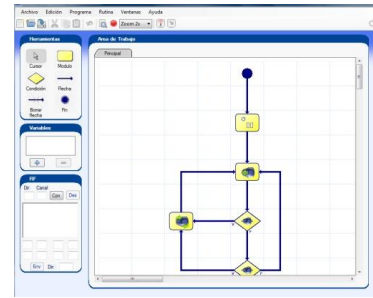 Archivo Edición Programa Rutina Ventanas Ayuda
Zoom 2x
Herramientas
Cursor Modulo
Condición Flecha
Borrar flecha Fin
Variables
RF
Dir Canal
Con Des
Env Dir
Area de Trabajo
Principal